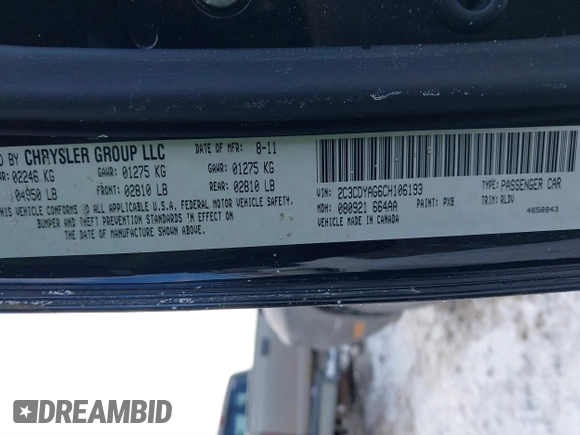 BY CHRYSLER GROUP LLC
DATE OF MFR: 8-11
02246 KG GAWR: 01275 KG GAWR: 01275 KG
04950 LB FRONT: 02810 LB REAR: 02810 LB
THIS VEHICLE CONFORMS TO ALL APPLICABLE U.S.A. FEDERAL MOTOR VEHICLE SAFETY,
BUMPER AND THEFT PREVENTION STANDARDS IN EFFECT ON
THE DATE OF MANUFACTURE SHOWN ABOVE.
VIN: 2C3CDYAG6CH106193 TYPE: PASSENGER CAR
MDH: 080921 664AA PAINT: PX8 TRIM: RLDV
VEHICLE MADE IN CANADA 4658843
DREAMBID